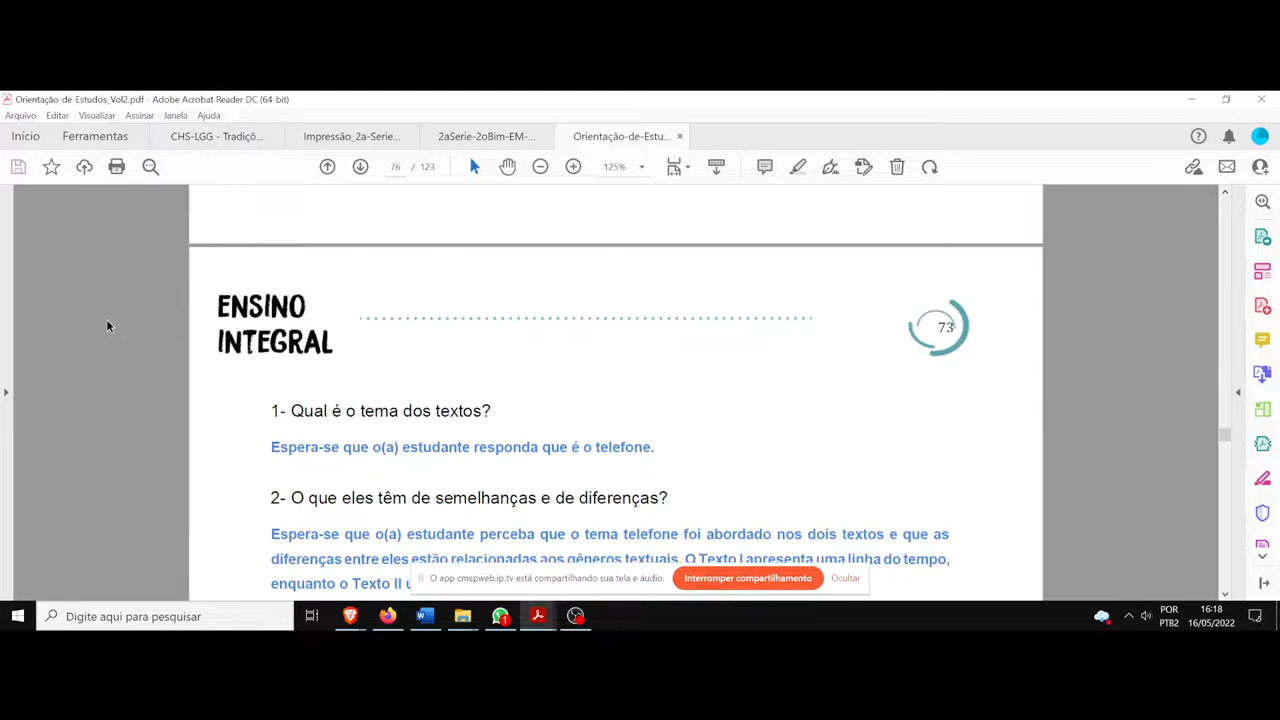 Orientação-de-Estudos_Vol2.pdf - Adobe Acrobat Reader DC (64-bit)
Arquivo Editar Visualizar Assinar Janela Ajuda
Início Ferramentas CHS-LGG - Tradiçõ... Impressão_2a-Serie... 2aSerie-2oBim-EM-... Orientação-de-Estu... ×
76 / 123 125%
ENSINO
INTEGRAL
73
1- Qual é o tema dos textos?
Espera-se que o(a) estudante responda que é o telefone.
2- O que eles têm de semelhanças e de diferenças?
Espera-se que o(a) estudante perceba que o tema telefone foi abordado nos dois textos e que as
diferenças entre eles estão relacionadas aos gêneros textuais. O Texto I apresenta uma linha do tempo,
enquanto o Texto II
O app cmspweb.ip.tv está compartilhando sua tela e áudio. Interromper compartilhamento Ocultar
Digite aqui para pesquisar
1
POR
PTB2
16:18
16/05/2022